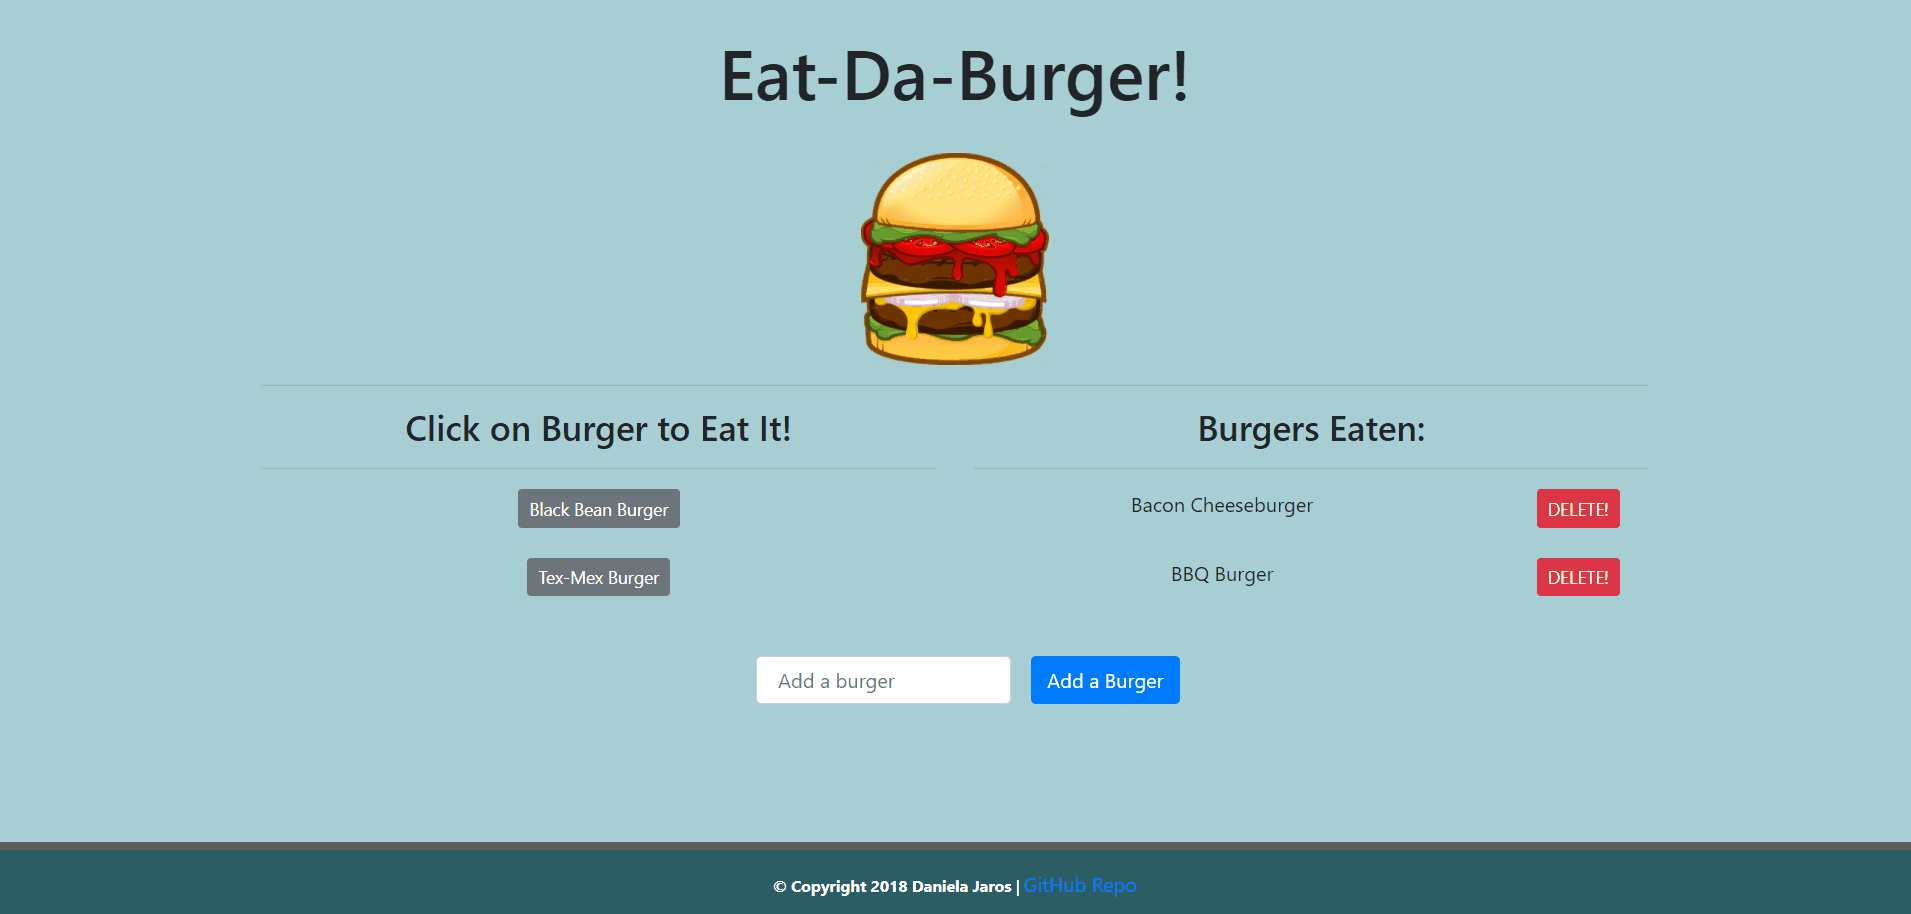 Eat-Da-Burger!
Click on Burger to Eat It!
Burgers Eaten:
Black Bean Burger
Bacon Cheeseburger
DELETE!
Tex-Mex Burger
BBQ Burger
DELETE!
Add a burger
Add a Burger
© Copyright 2018 Daniela Jaros | GitHub Repo